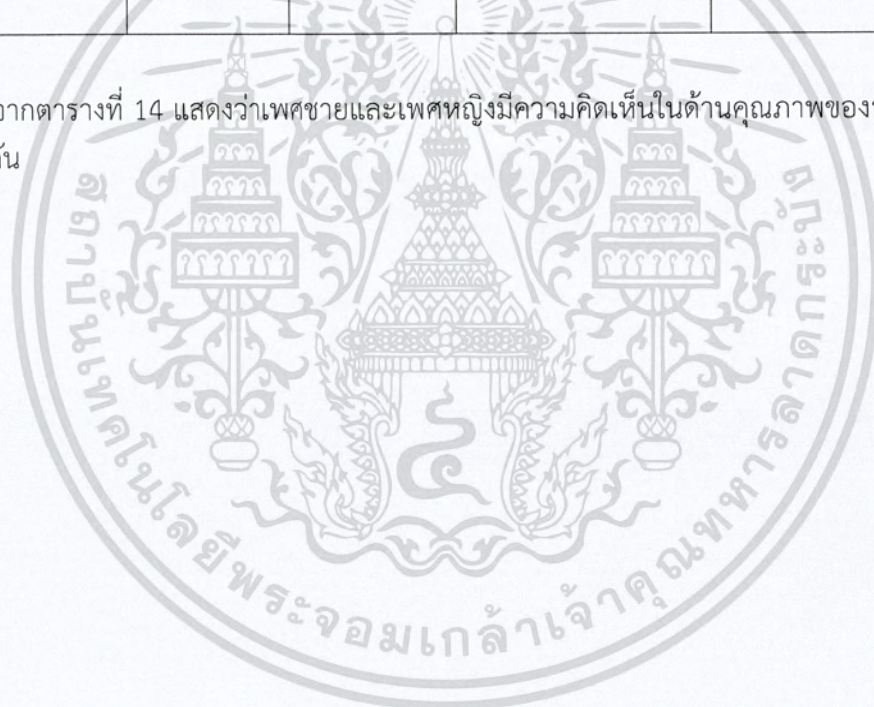 จากตารางที่ 14 แสดงว่าเพศชายและเพศหญิงมีความคิดเห็นในด้านคุณภาพของ
กัน
๔
สถาบันเทคโนโลยีพระจอมเกล้าเจ้าคุณทหารลาดกระบัง